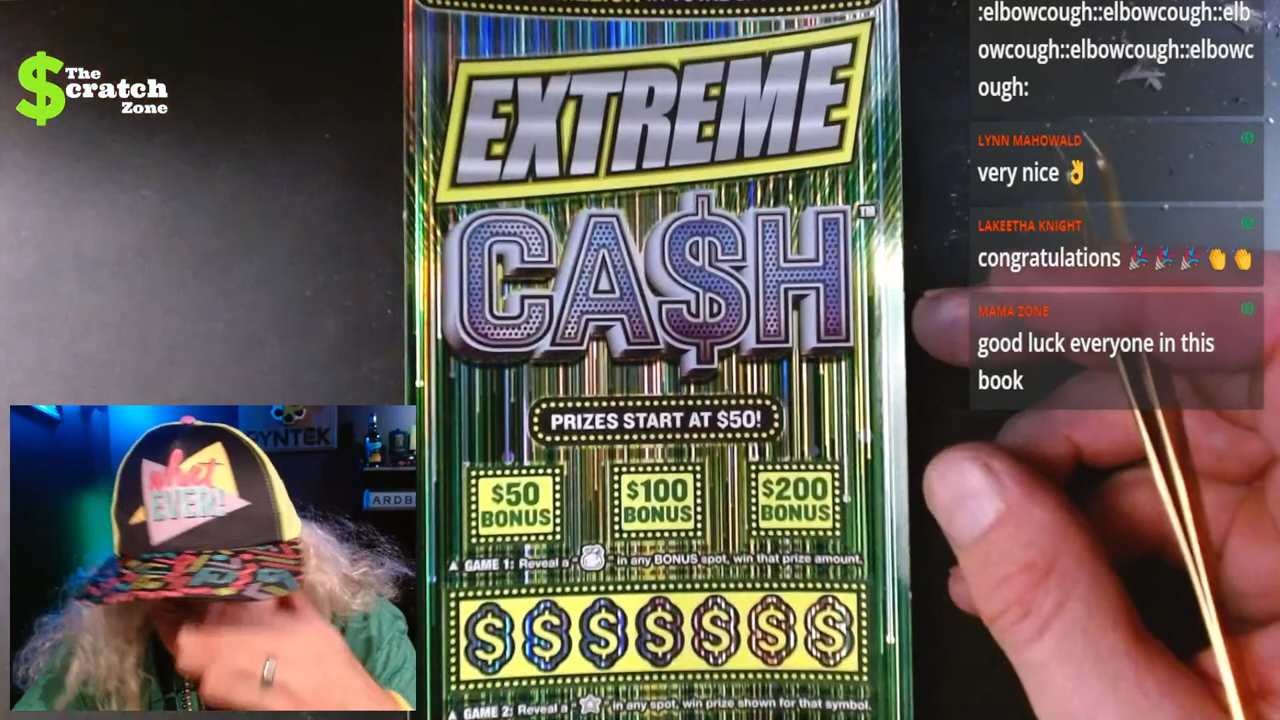 The
$cratch
Zone
EXTREME
CA$H™
PRIZES START AT $50!
$50
BONUS
$100
BONUS
$200
BONUS
▲ GAME 1: Reveal a " " in any BONUS spot, win that prize amount.
$ $ $ $ $ $ $
▲ GAME 2: Reveal a " " in any spot, win prize shown for that symbol.
what
EVER!
ARDB
:elbowcough::elbowcough::elb
owcough::elbowcough::elbowc
ough:
LYNN MAHOWALD
very nice 👌
LAKEETHA KNIGHT
congratulations 🎉🎉🎉👏👏
MAMA ZONE
good luck everyone in this
book